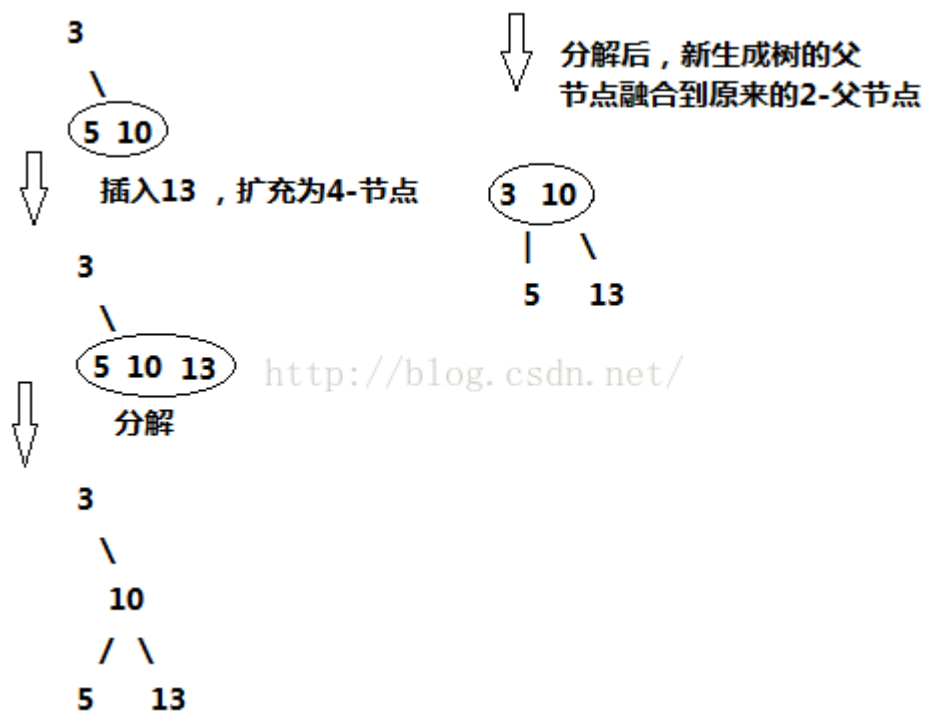 3
\
5 10
插入13 ，扩充为4-节点
3
\
5 10 13
分解
3
\
10
/ \
5 13
分解后，新生成树的父
节点融合到原来的2-父节点
3 10
| \
5 13
http://blog.csdn.net/